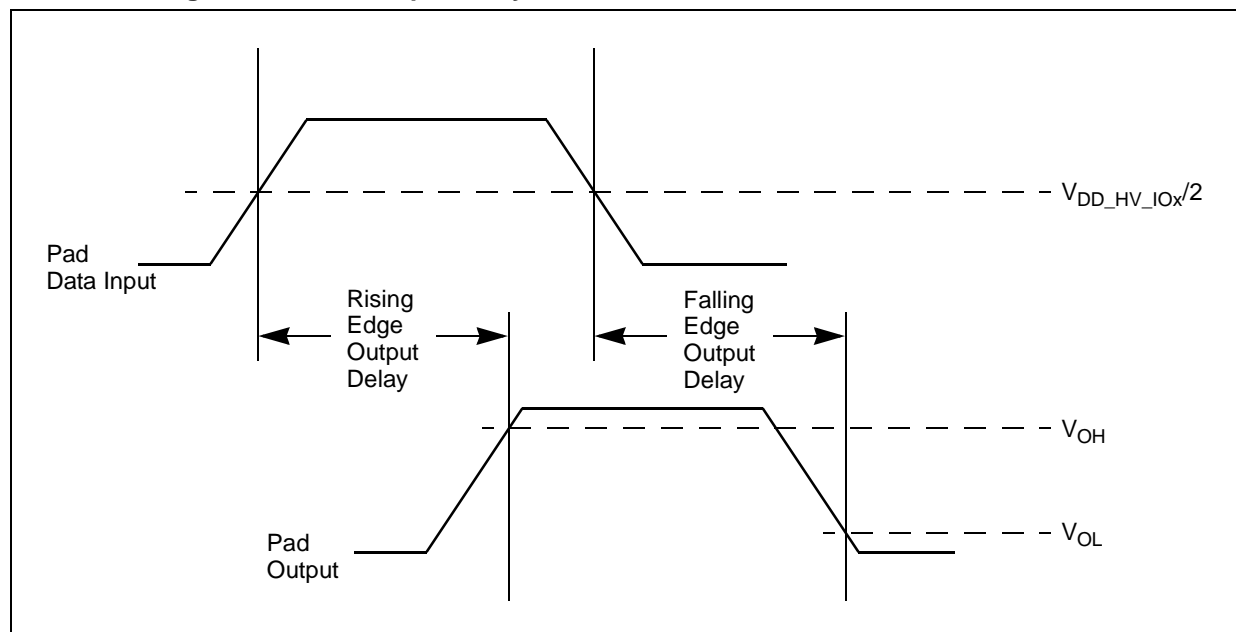 V_DD_HV_IOx/2
Pad
Data Input
Rising
Edge
Output
Delay
Falling
Edge
Output
Delay
V_OH
V_OL
Pad
Output